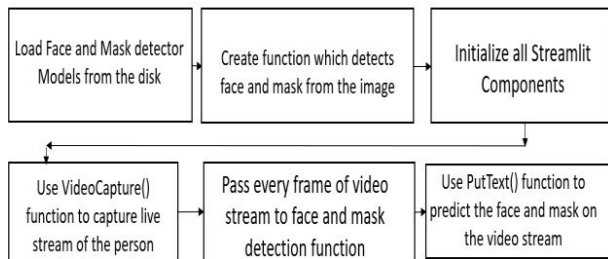 Load Face and Mask detector
Models from the disk
Create function which detects
face and mask from the image
Initialize all Streamlit
Components
Use VideoCapture()
function to capture live
stream of the person
Pass every frame of video
stream to face and mask
detection function
Use PutText() function to
predict the face and mask on
the video stream